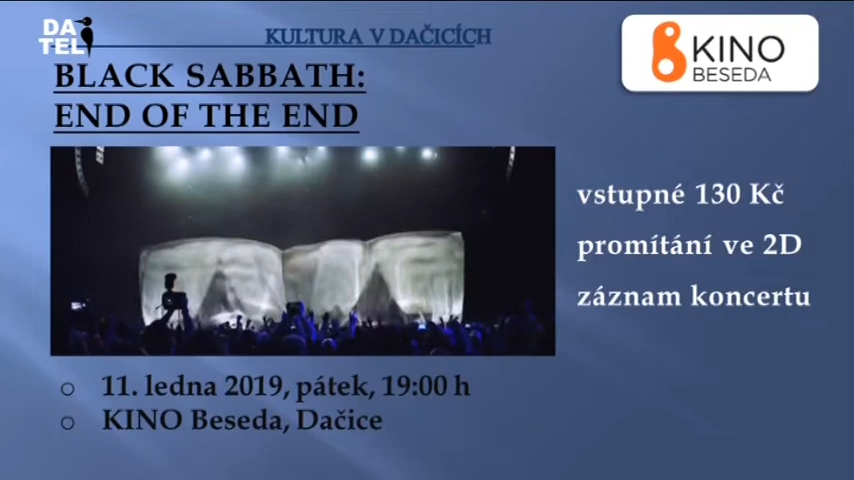 DA
TEL
KULTURA V DAČICÍCH
KINO
BESEDA
BLACK SABBATH:
END OF THE END
vstupné 130 Kč
promítání ve 2D
záznam koncertu
11. ledna 2019, pátek, 19:00 h
KINO Beseda, Dačice